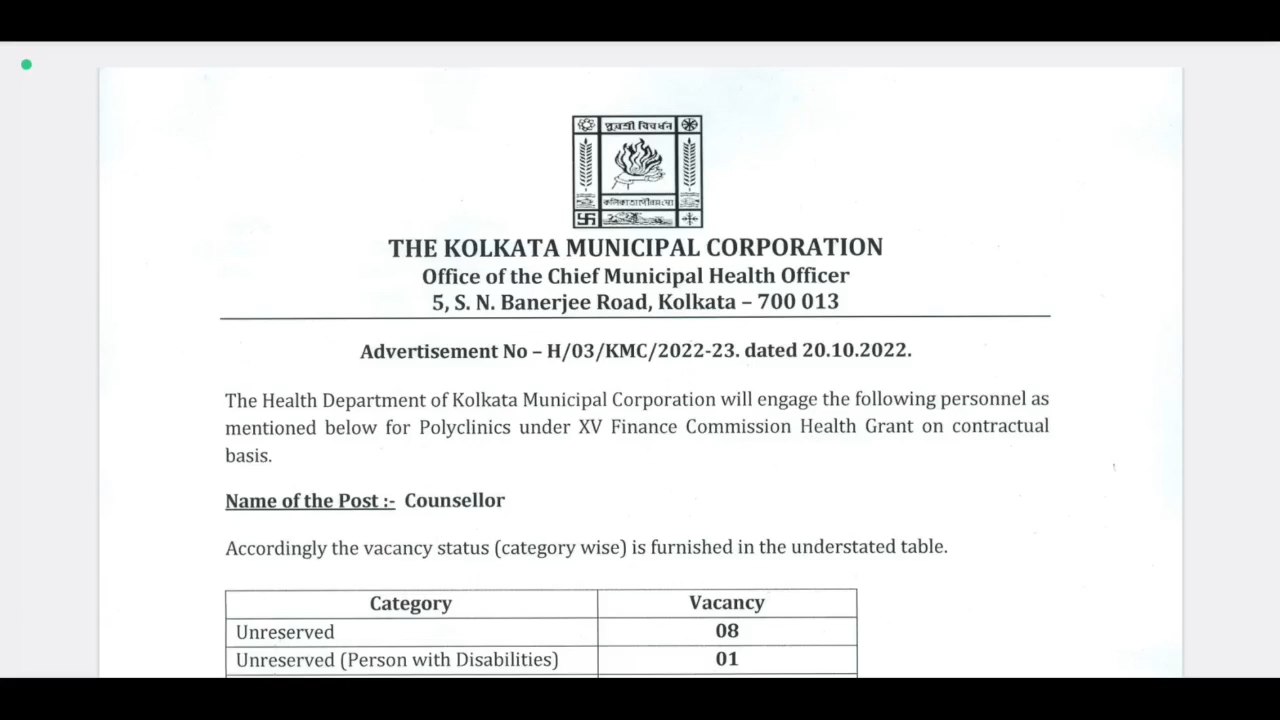 পুরশ্রী বিবর্ধন
THE KOLKATA MUNICIPAL CORPORATION
Office of the Chief Municipal Health Officer
5, S. N. Banerjee Road, Kolkata – 700 013
Advertisement No – H/03/KMC/2022-23. dated 20.10.2022.
The Health Department of Kolkata Municipal Corporation will engage the following personnel as
mentioned below for Polyclinics under XV Finance Commission Health Grant on contractual
basis.
Name of the Post :- Counsellor
Accordingly the vacancy status (category wise) is furnished in the understated table.
Category Vacancy
Unreserved 08
Unreserved (Person with Disabilities) 01